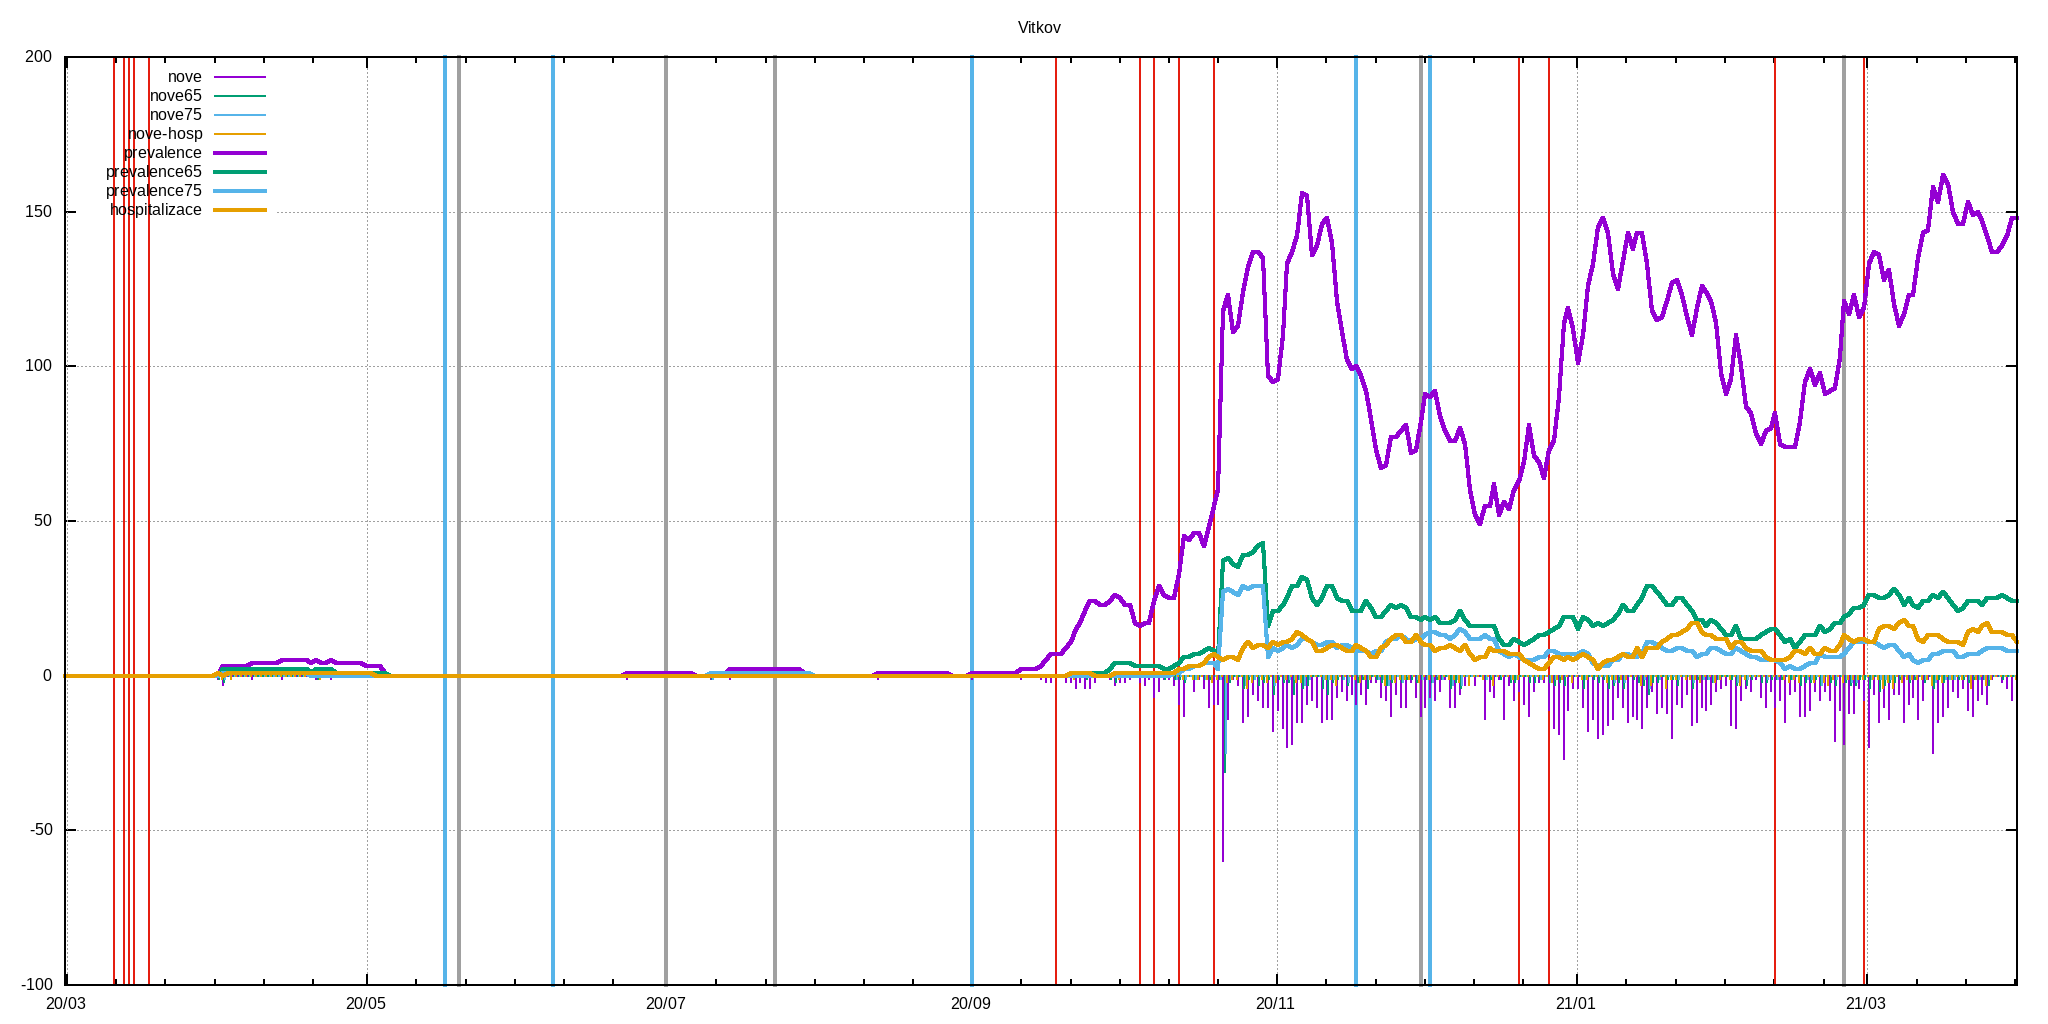 Vitkov
200
150
100
50
0
-50
-100
nove
nove65
nove75
nove-hosp
prevalence
prevalence65
prevalence75
hospitalizace
20/03 20/05 20/07 20/09 20/11 21/01 21/03